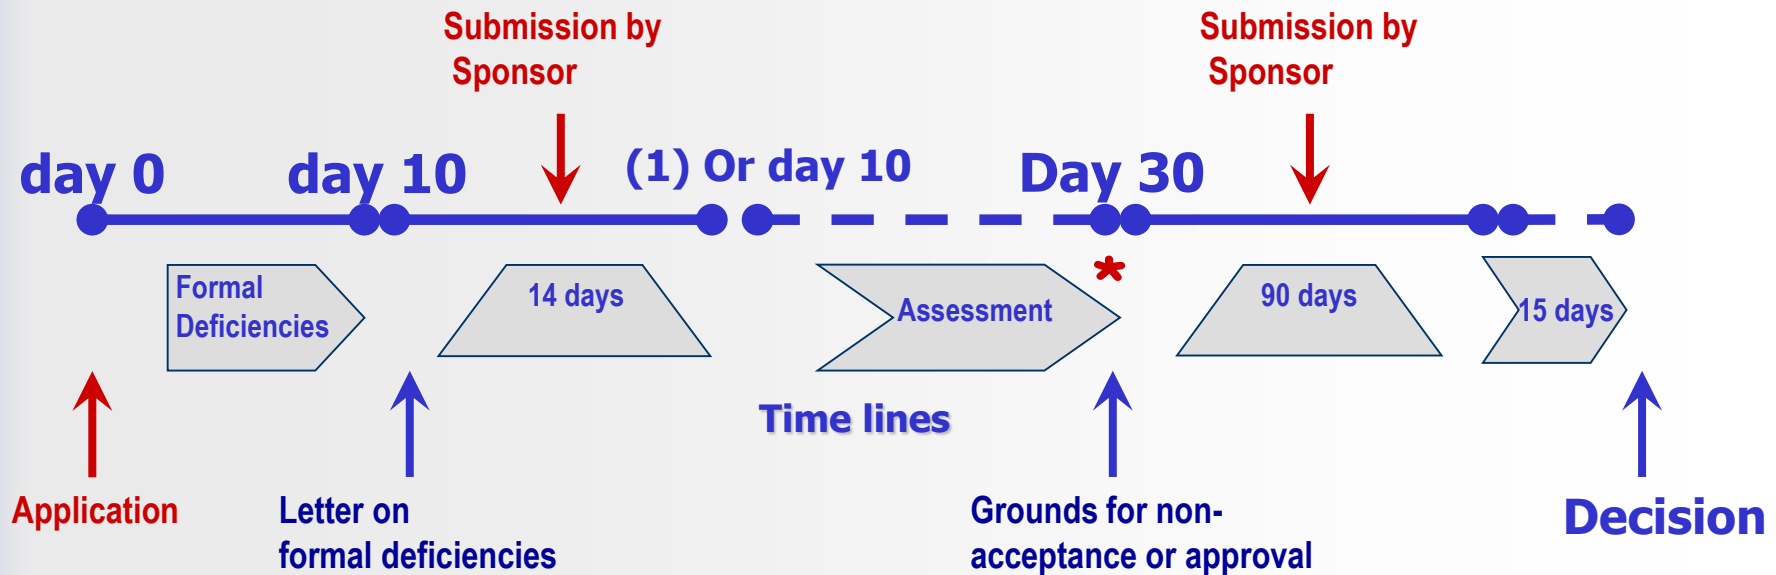 Submission by
Sponsor
Submission by
Sponsor
day 0
day 10
(1) Or day 10
Day 30
*
Formal
Deficiencies
14 days
Assessment
90 days
15 days
Time lines
Application
Letter on
formal deficiencies
Grounds for non-
acceptance or approval
Decision